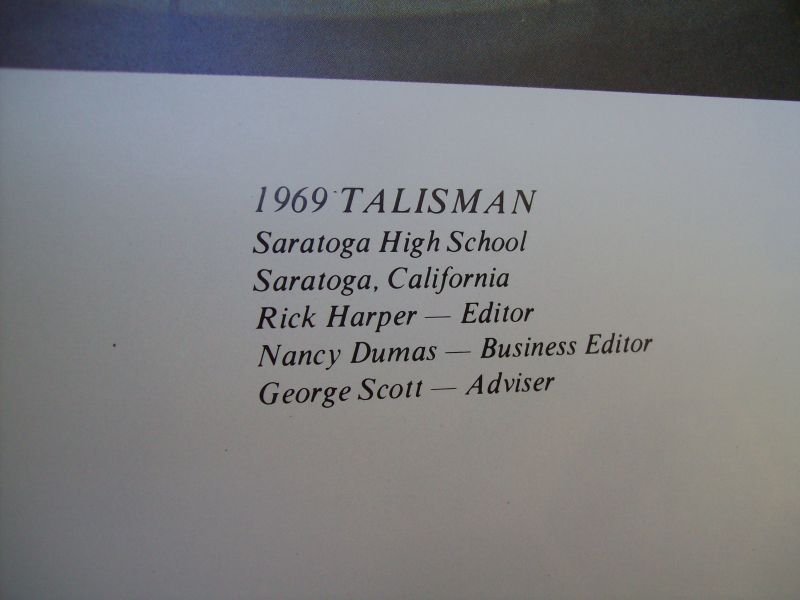 1969 TALISMAN
Saratoga High School
Saratoga, California
Rick Harper — Editor
Nancy Dumas — Business Editor
George Scott — Adviser